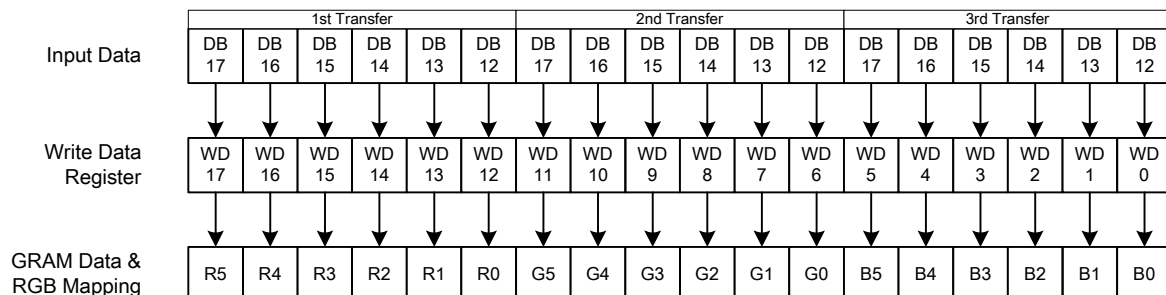 1st Transfer 2nd Transfer 3rd Transfer
Input Data
DB DB DB DB DB DB DB DB DB DB DB DB DB DB DB DB DB DB
17 16 15 14 13 12 17 16 15 14 13 12 17 16 15 14 13 12
Write Data
Register
WD WD WD WD WD WD WD WD WD WD WD WD WD WD WD WD WD WD
17 16 15 14 13 12 11 10 9 8 7 6 5 4 3 2 1 0
GRAM Data &
RGB Mapping
R5 R4 R3 R2 R1 R0 G5 G4 G3 G2 G1 G0 B5 B4 B3 B2 B1 B0